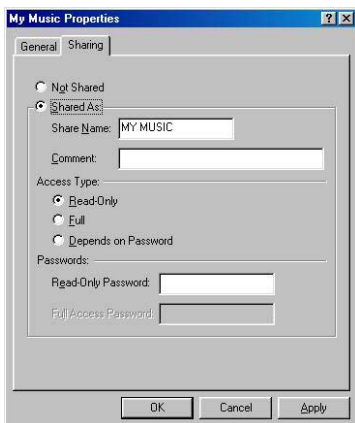 My Music Properties
General Sharing
Not Shared
Shared As:
Share Name: MY MUSIC
Comment:
Access Type:
Read-Only
Full
Depends on Password
Passwords:
Read-Only Password:
Full Access Password:
OK Cancel Apply